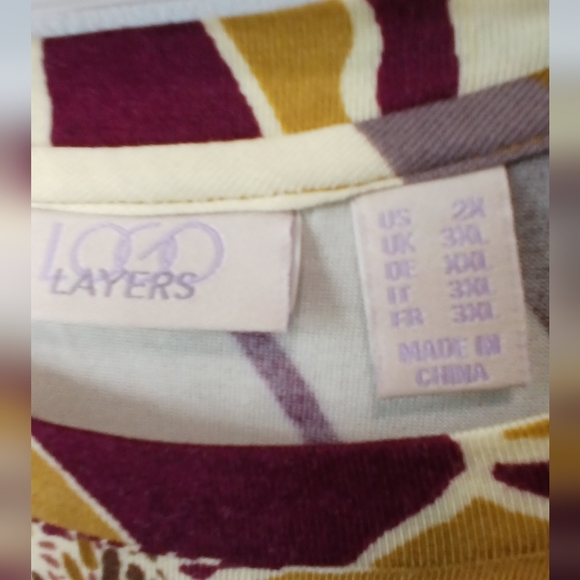 LOGO
LAYERS
US 2X
UK 3XL
DE XXL
IT 3XL
FR 3XL
MADE IN
CHINA